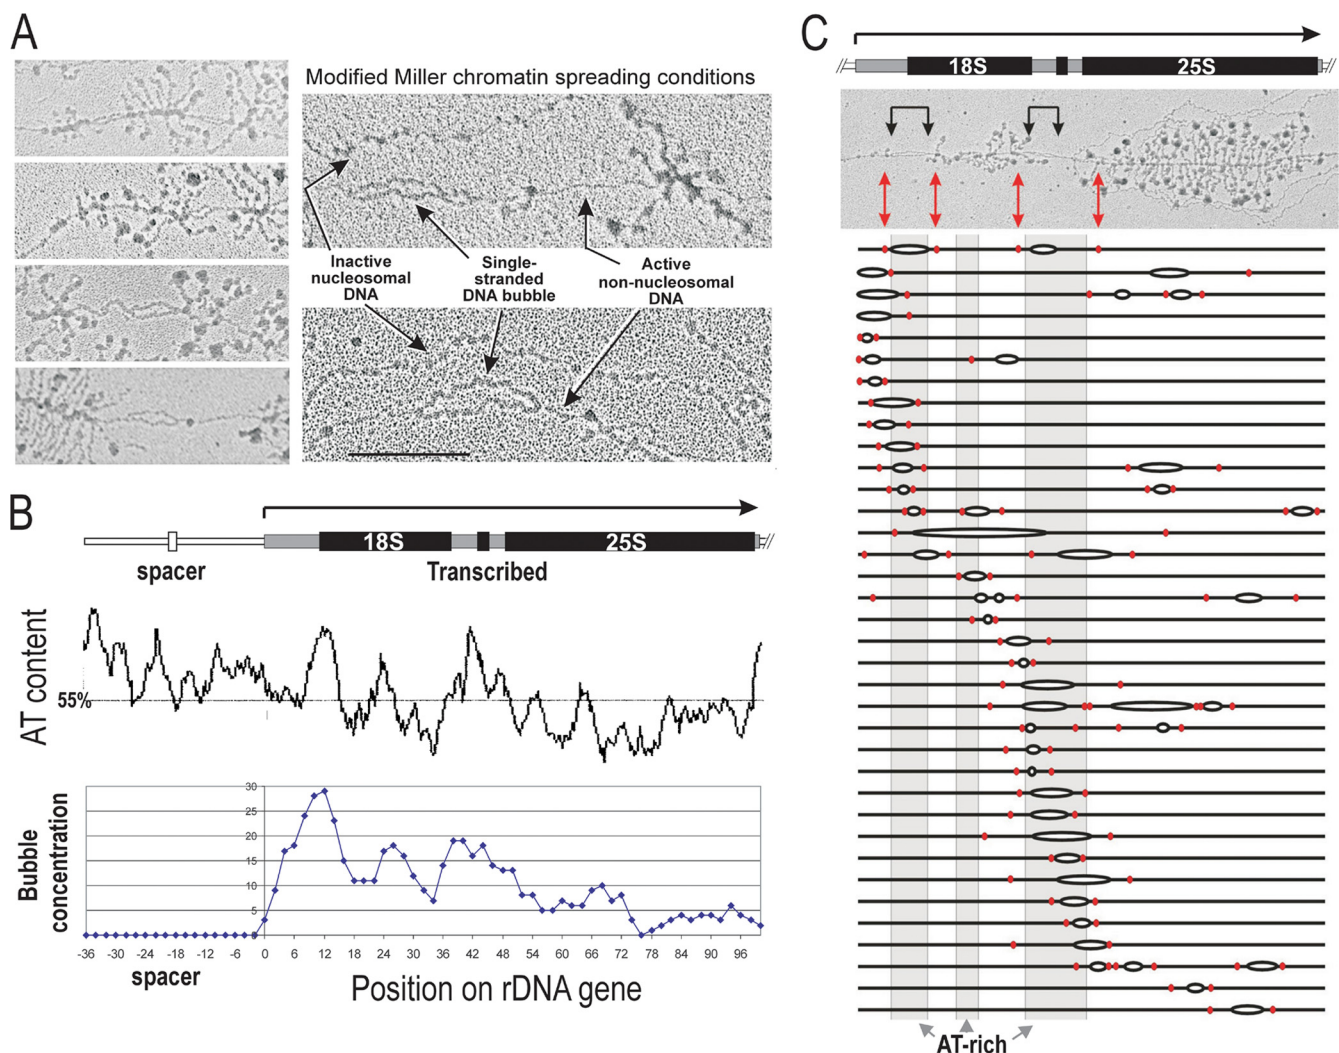 A
Modified Miller chromatin spreading conditions
Inactive
nucleosomal
DNA
Single-
stranded
DNA bubble
Active
non-nucleosomal
DNA
B
18S
25S
spacer
Transcribed
AT content
55%
Bubble
concentration
30
25
20
15
10
5
-36 -30 -24 -18 -12 -6 0 6 12 18 24 30 36 42 48 54 60 66 72 78 84 90 96
spacer
Position on rDNA gene
C
18S
25S
AT-rich